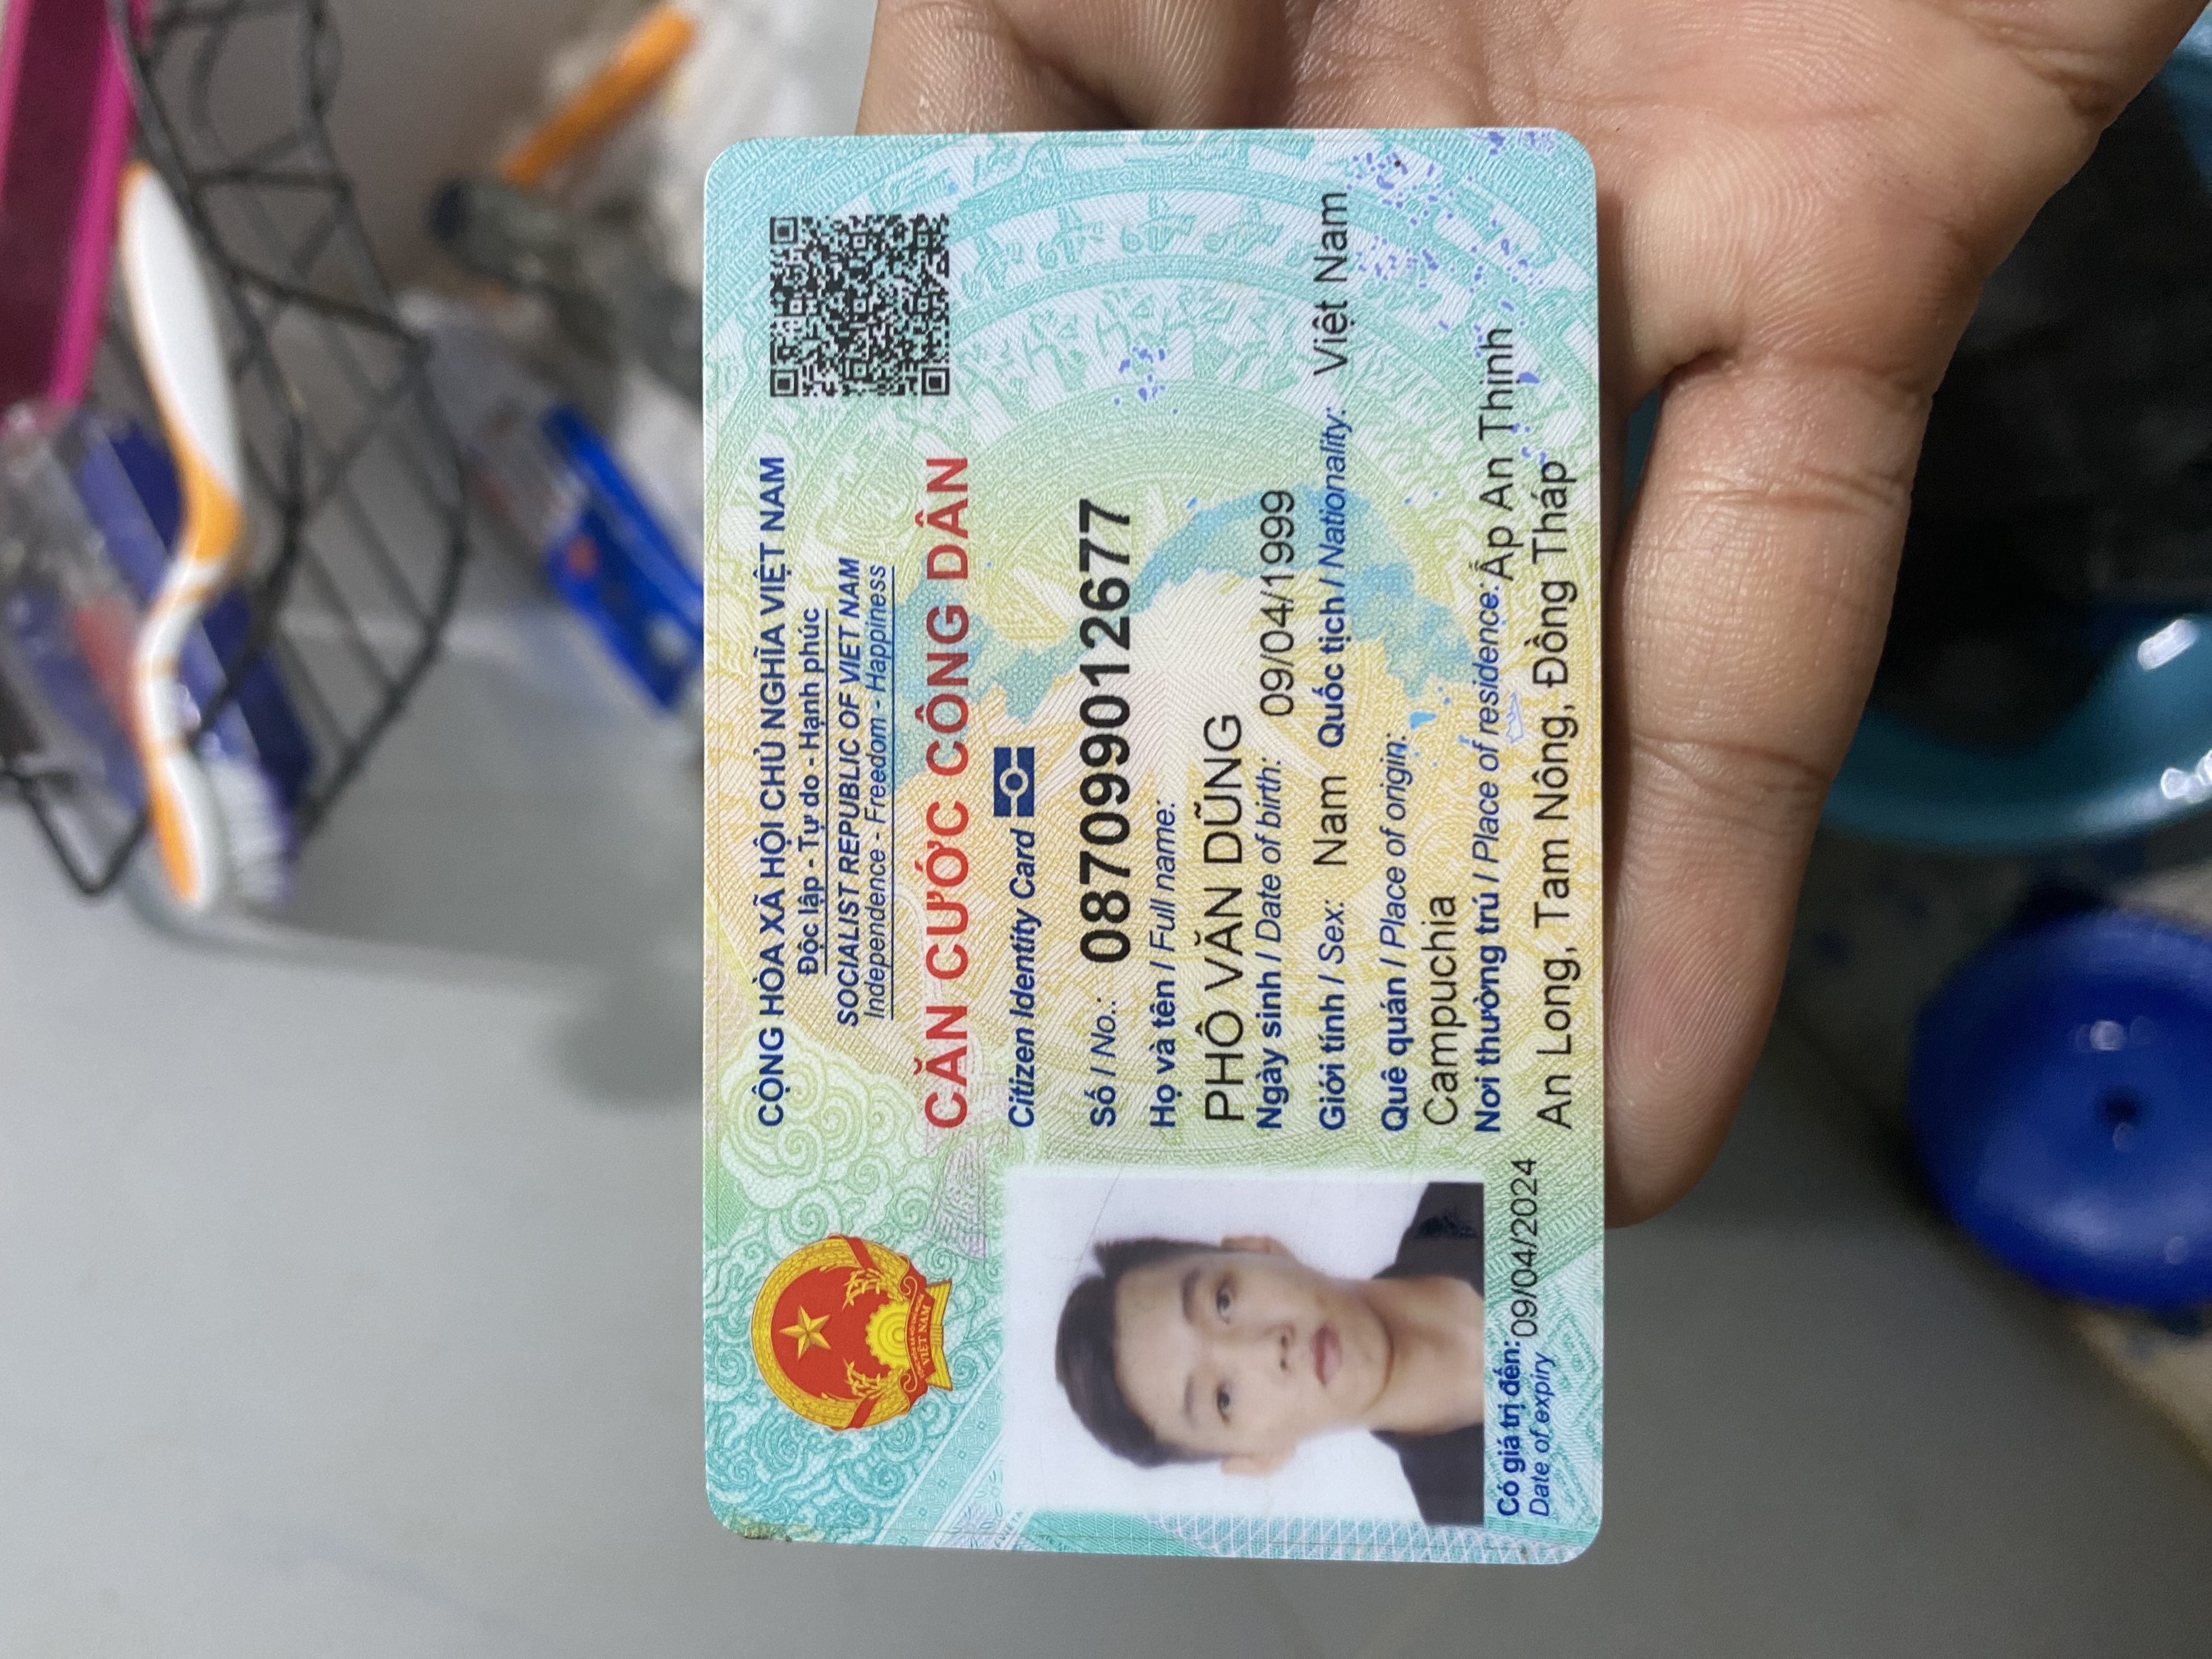 CỘNG HÒA XÃ HỘI CHỦ NGHĨA VIỆT NAM
Độc lập - Tự do - Hạnh phúc
SOCIALIST REPUBLIC OF VIET NAM
Independence - Freedom - Happiness
CĂN CƯỚC CÔNG DÂN
Citizen Identity Card
Số / No.: 087099012677
Họ và tên / Full name:
PHÔ VĂN DŨNG
Ngày sinh / Date of birth: 09/04/1999
Giới tính / Sex: Nam Quốc tịch / Nationality: Việt Nam
Quê quán / Place of origin:
Campuchia
Nơi thường trú / Place of residence: Ấp An Thịnh
An Long, Tam Nông, Đồng Tháp
Có giá trị đến: 09/04/2024
Date of expiry
VIỆT NAM